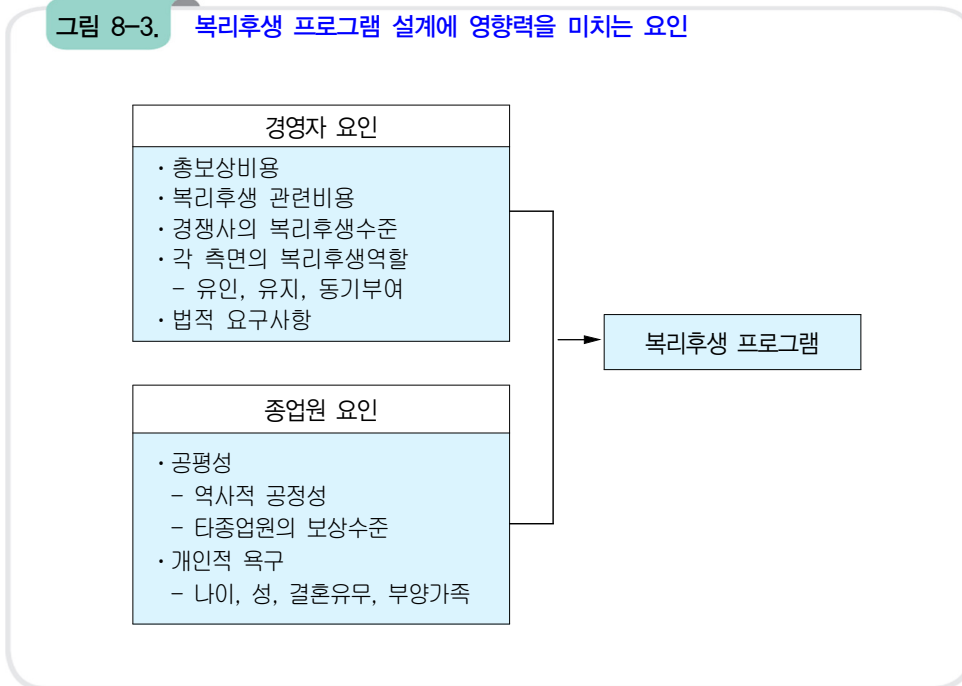 그림 8-3. 복리후생 프로그램 설계에 영향력을 미치는 요인
경영자 요인
·총보상비용
·복리후생 관련비용
·경쟁사의 복리후생수준
·각 측면의 복리후생역할
- 유인, 유지, 동기부여
·법적 요구사항
복리후생 프로그램
종업원 요인
·공평성
- 역사적 공정성
- 타종업원의 보상수준
·개인적 욕구
- 나이, 성, 결혼유무, 부양가족